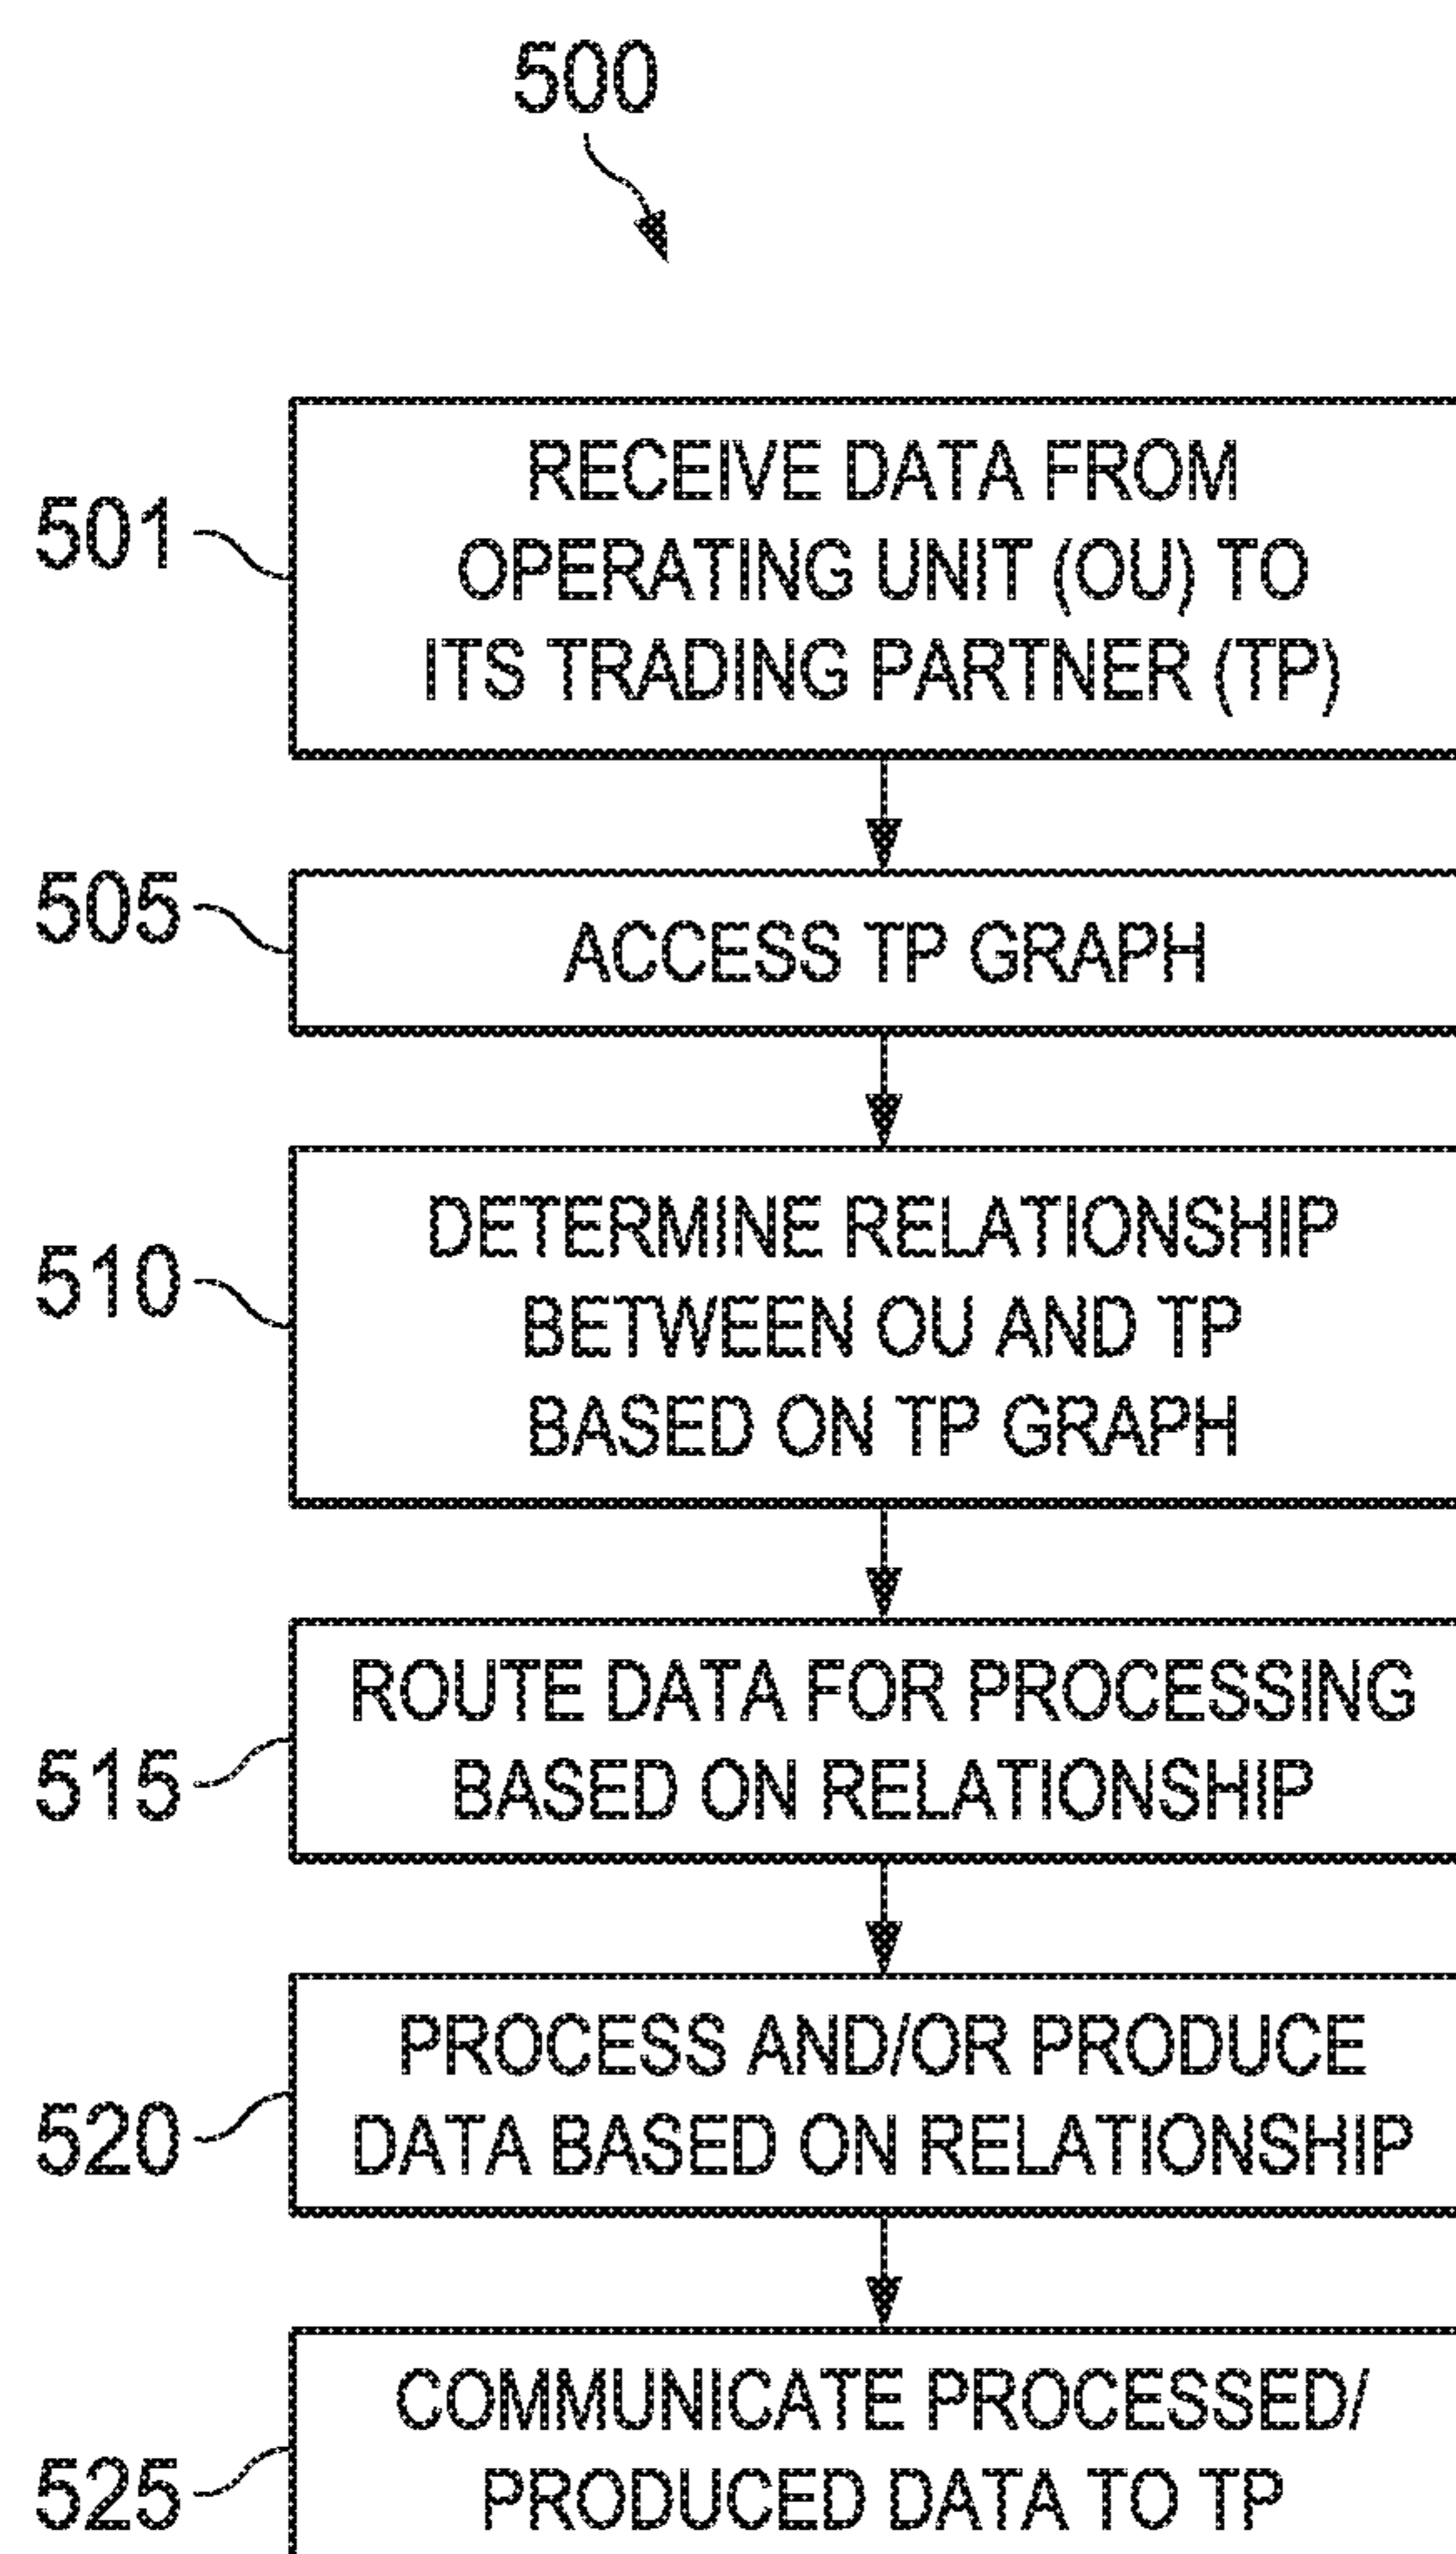 500
501
RECEIVE DATA FROM
OPERATING UNIT (OU) TO
ITS TRADING PARTNER (TP)
505
ACCESS TP GRAPH
510
DETERMINE RELATIONSHIP
BETWEEN OU AND TP
BASED ON TP GRAPH
515
ROUTE DATA FOR PROCESSING
BASED ON RELATIONSHIP
520
PROCESS AND/OR PRODUCE
DATA BASED ON RELATIONSHIP
525
COMMUNICATE PROCESSED/
PRODUCED DATA TO TP